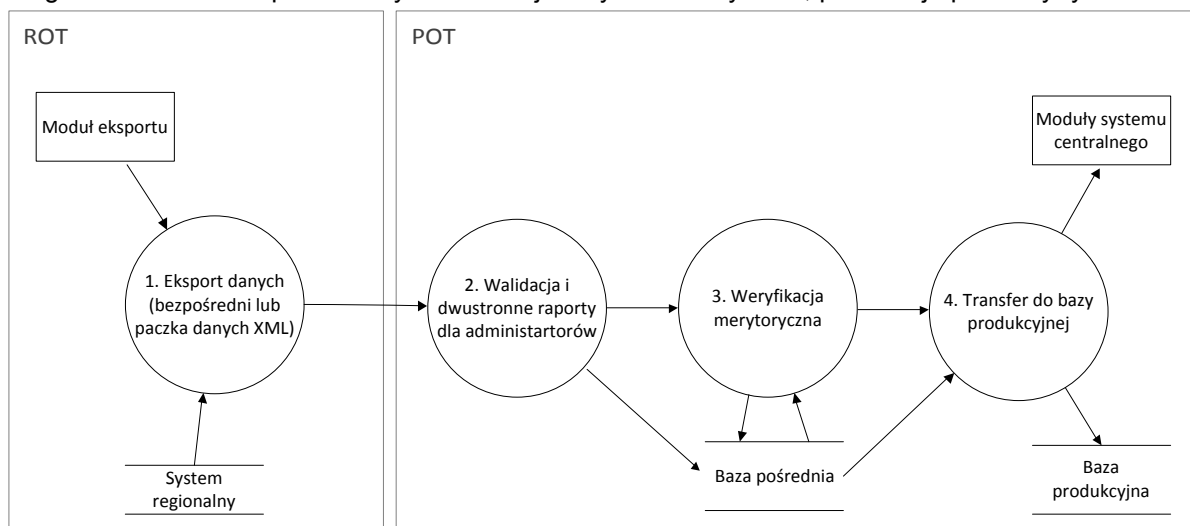 ROT
POT
Moduł eksportu
Moduły systemu
centralnego
1. Eksport danych
(bezpośredni lub
paczka danych XML)
2. Walidacja i
dwustronne raporty
dla administartorów
3. Weryfikacja
merytoryczna
4. Transfer do bazy
produkcyjnej
System
regionalny
Baza pośrednia
Baza
produkcyjna